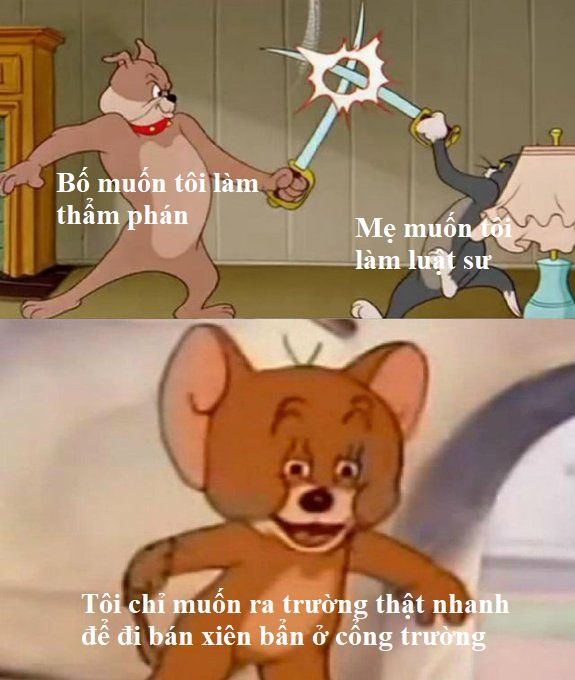 Bố muốn tôi làm
thẩm phán
Mẹ muốn tôi
làm luật sư
Tôi chỉ muốn ra trường thật nhanh
để đi bán xiên bẩn ở cổng trường